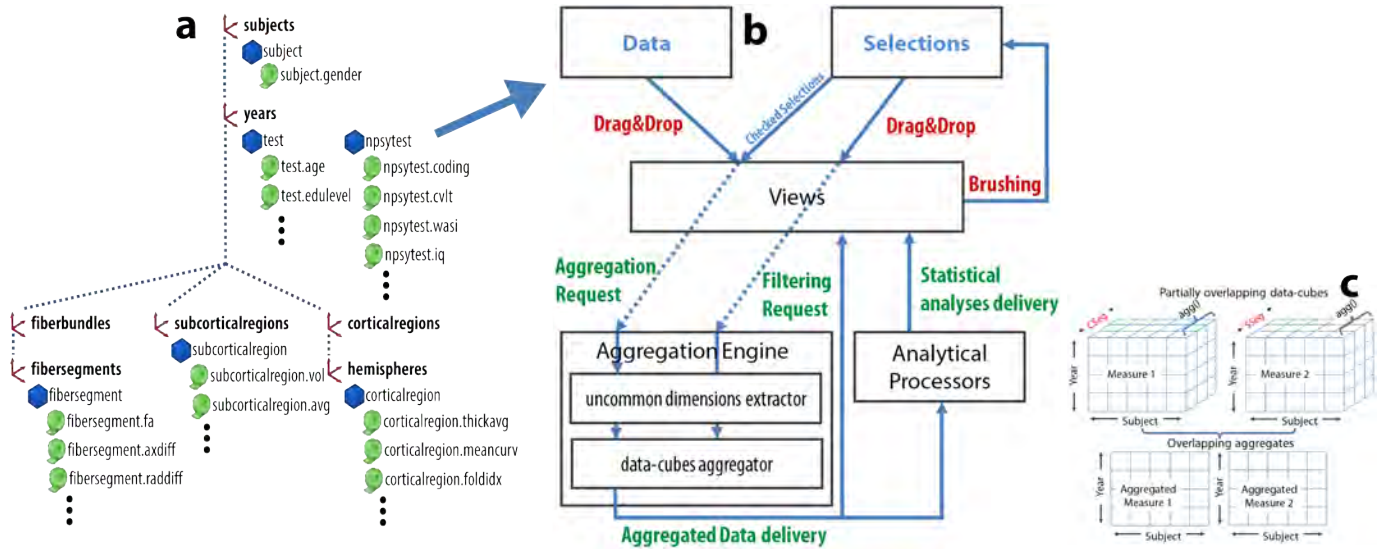 a
subjects
subject
subject.gender
years
test
test.age
test.edulevel
npsytest
npsytest.coding
npsytest.cvlt
npsytest.wasi
npsytest.iq
fiberbundles
fibersegments
fibersegment
fibersegment.fa
fibersegment.axdiff
fibersegment.raddiff
subcorticalregions
subcorticalregion
subcorticalregion.vol
subcorticalregion.avg
corticalregions
hemispheres
corticalregion
corticalregion.thickavg
corticalregion.meancurv
corticalregion.foldidx
b
Data
Selections
Drag&Drop
Checked Selections
Drag&Drop
Brushing
Views
Aggregation
Request
Filtering
Request
Statistical
analyses delivery
Aggregation Engine
uncommon dimensions extractor
data-cubes aggregator
Analytical
Processors
Aggregated Data delivery
c
Partially overlapping data-cubes
CSeg
agg()
SSeg
agg()
Year
Measure 1
Year
Measure 2
Subject
Subject
Overlapping aggregates
Year
Aggregated
Measure 1
Year
Aggregated
Measure 2
Subject
Subject